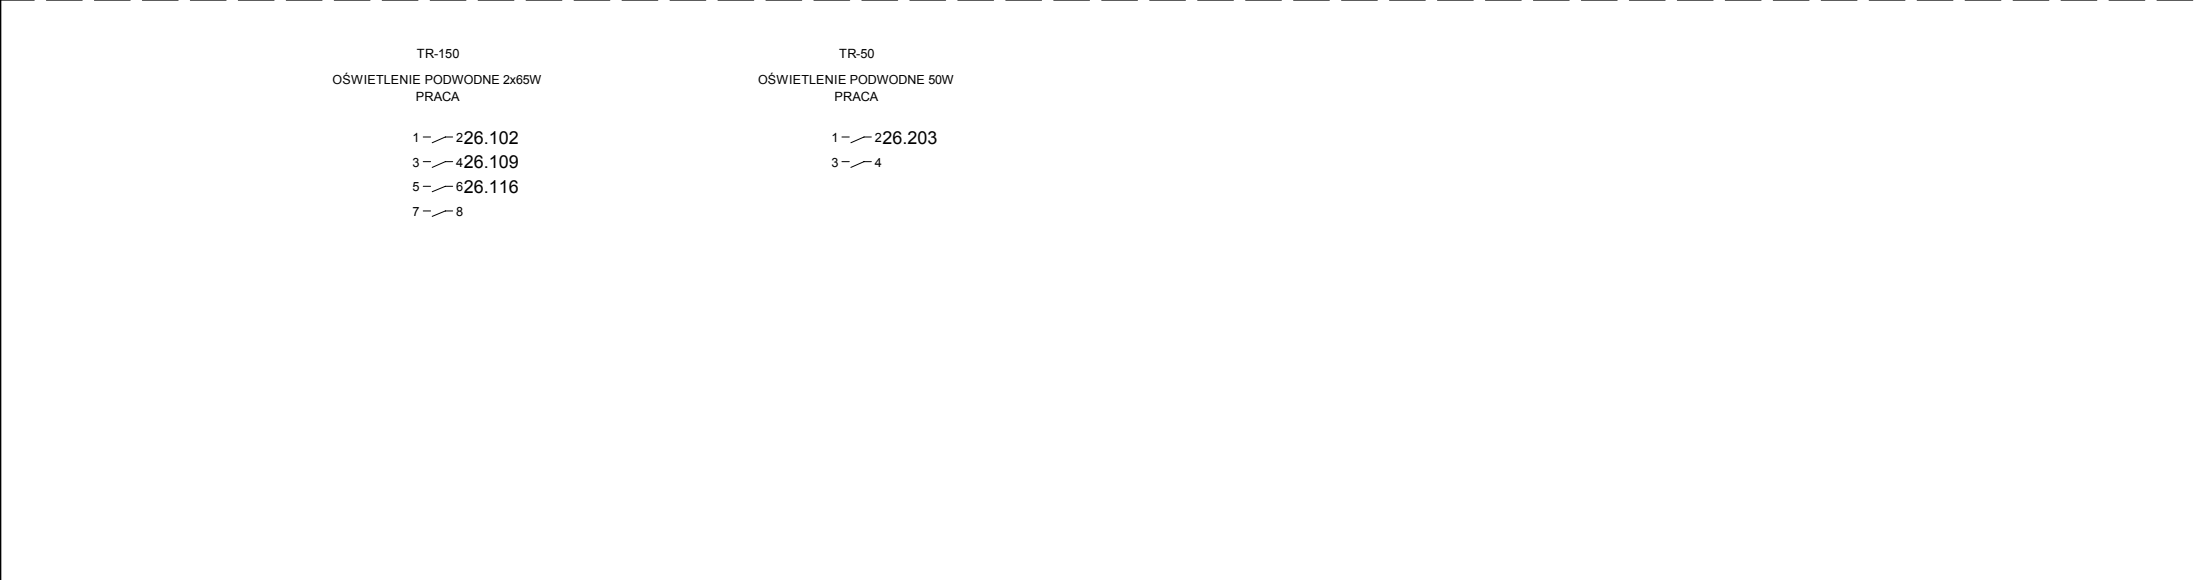 TR-150
OŚWIETLENIE PODWODNE 2x65W
PRACA
1 2 26.102
3 4 26.109
5 6 26.116
7 8
TR-50
OŚWIETLENIE PODWODNE 50W
PRACA
1 2 26.203
3 4